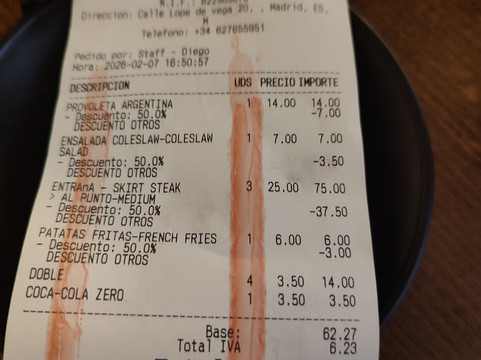 N.I.F.:
Direccion: Calle Lope de vega 20, , Madrid, ES,
M
Telefono: +34 627655951
Pedido por: Staff - Diego
Hora: 2026-02-07 16:50:57
DESCRIPCION UDS PRECIO IMPORTE
PROVOLETA ARGENTINA 1 14.00 14.00
- Descuento: 50.0% -7.00
DESCUENTO OTROS
ENSALADA COLESLAW-COLESLAW 1 7.00 7.00
SALAD
- Descuento: 50.0% -3.50
DESCUENTO OTROS
ENTRAnA - SKIRT STEAK 3 25.00 75.00
> AL PUNTO-MEDIUM
- Descuento: 50.0% -37.50
DESCUENTO OTROS
PATATAS FRITAS-FRENCH FRIES 1 6.00 6.00
- Descuento: 50.0% -3.00
DESCUENTO OTROS
DOBLE 4 3.50 14.00
COCA-COLA ZERO 1 3.50 3.50
Base: 62.27
Total IVA 6.23